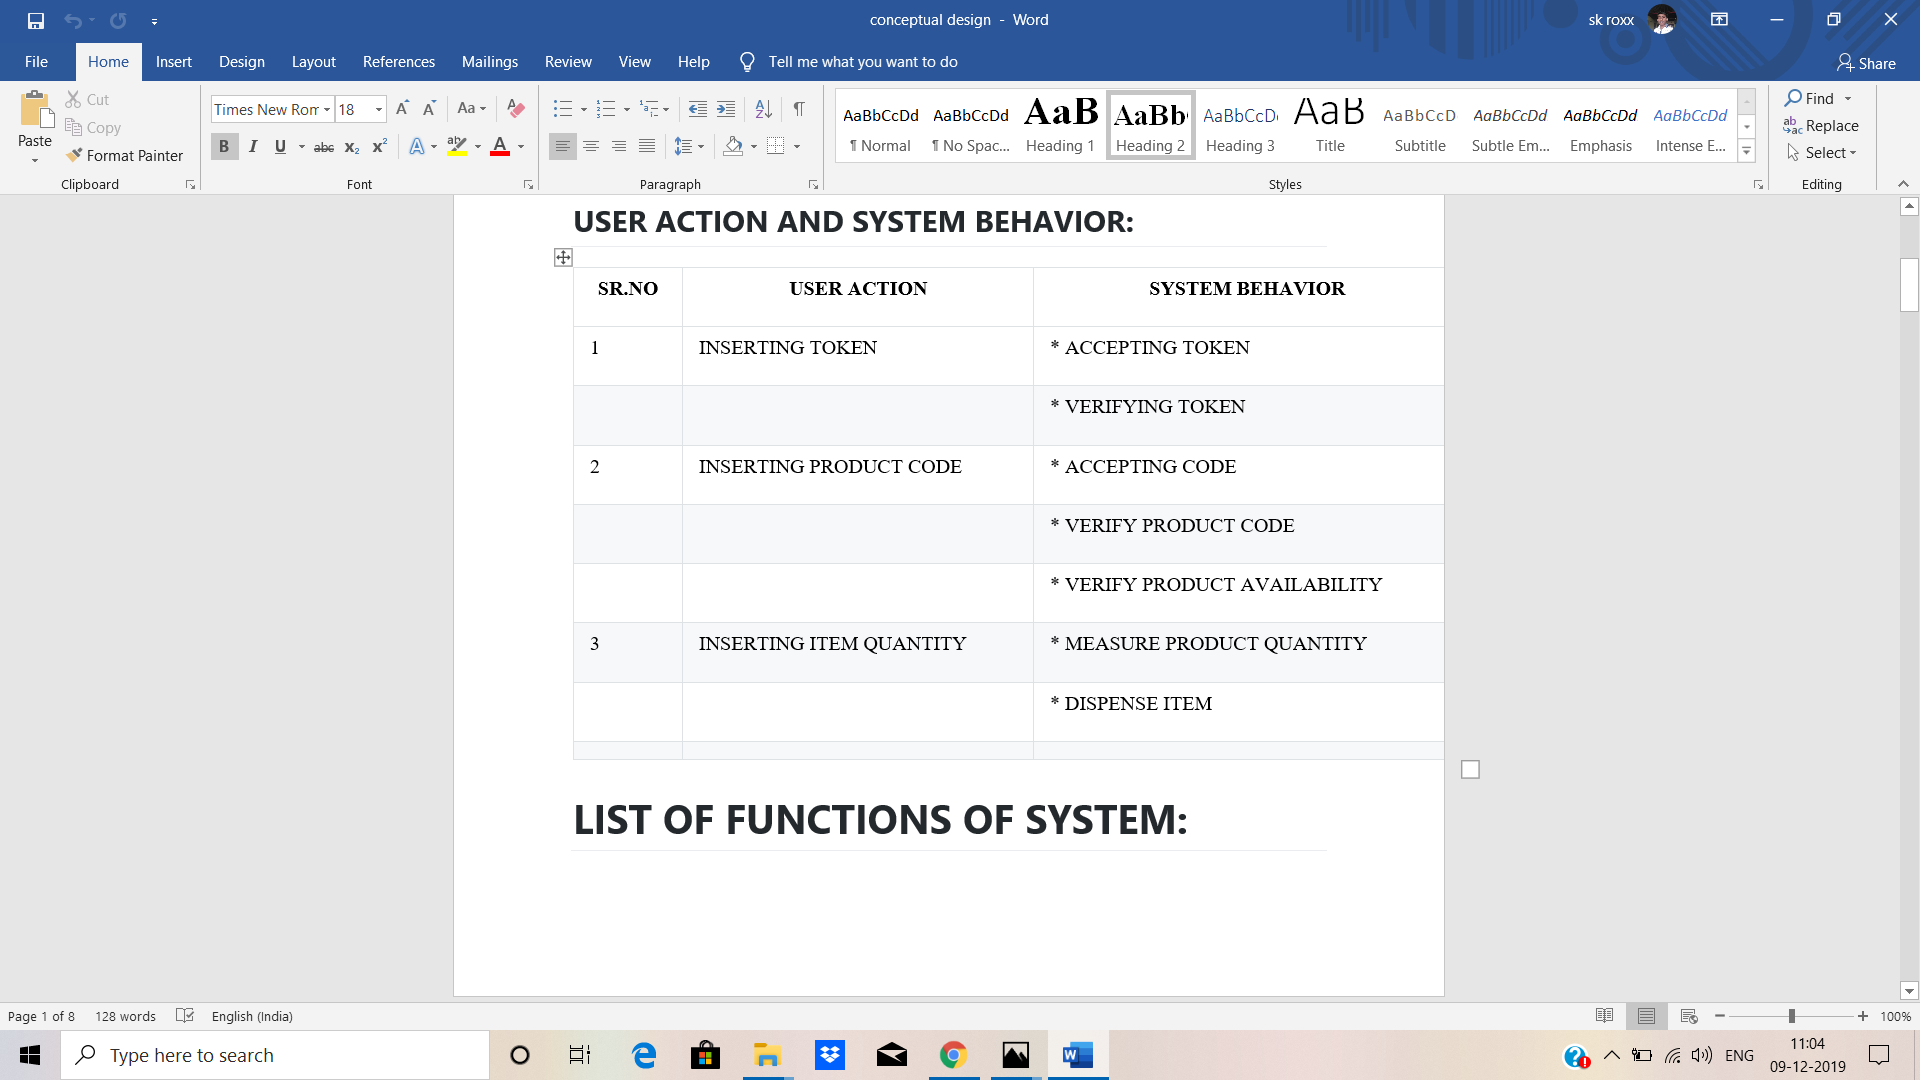 conceptual design - Word
sk roxx
File Home Insert Design Layout References Mailings Review View Help Tell me what you want to do
Share
Paste
Cut
Copy
Format Painter
Clipboard
Times New Ron 18
Aa
B I U abc x₂ x²
Font
Paragraph
AaBbCcDd AaBbCcDd AaB AaBb AaBbCcD AaB AaBbCcD AaBbCcDd AaBbCcDd AaBbCcDd
¶ Normal ¶ No Spac... Heading 1 Heading 2 Heading 3 Title Subtitle Subtle Em... Emphasis Intense E...
Styles
Find
Replace
Select
Editing
USER ACTION AND SYSTEM BEHAVIOR:
SR.NO USER ACTION SYSTEM BEHAVIOR
1 INSERTING TOKEN * ACCEPTING TOKEN
* VERIFYING TOKEN
2 INSERTING PRODUCT CODE * ACCEPTING CODE
* VERIFY PRODUCT CODE
* VERIFY PRODUCT AVAILABILITY
3 INSERTING ITEM QUANTITY * MEASURE PRODUCT QUANTITY
* DISPENSE ITEM
LIST OF FUNCTIONS OF SYSTEM:
Page 1 of 8 128 words English (India)
100%
Type here to search
ENG
11:04
09-12-2019